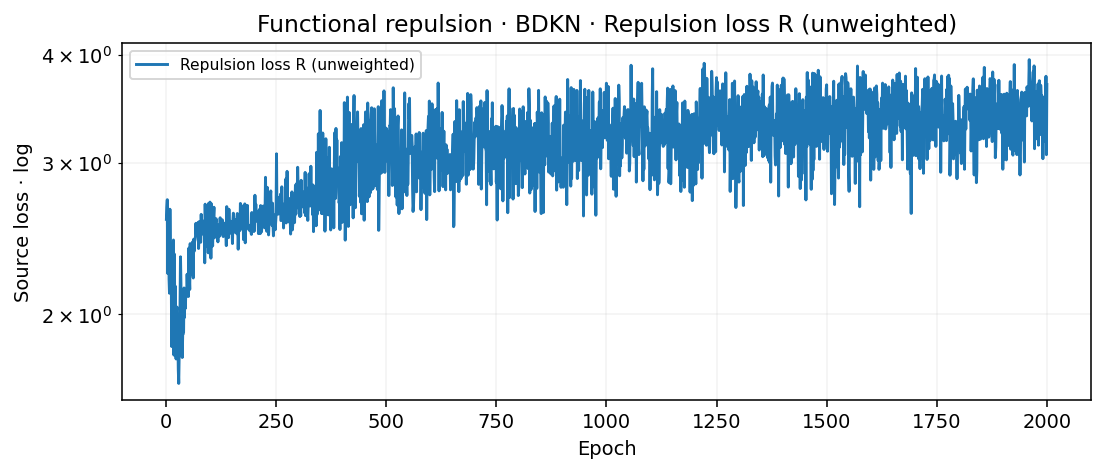 Functional repulsion · BDKN · Repulsion loss R (unweighted)
Repulsion loss R (unweighted)
Source loss · log
4 × 10⁰
3 × 10⁰
2 × 10⁰
0 250 500 750 1000 1250 1500 1750 2000
Epoch